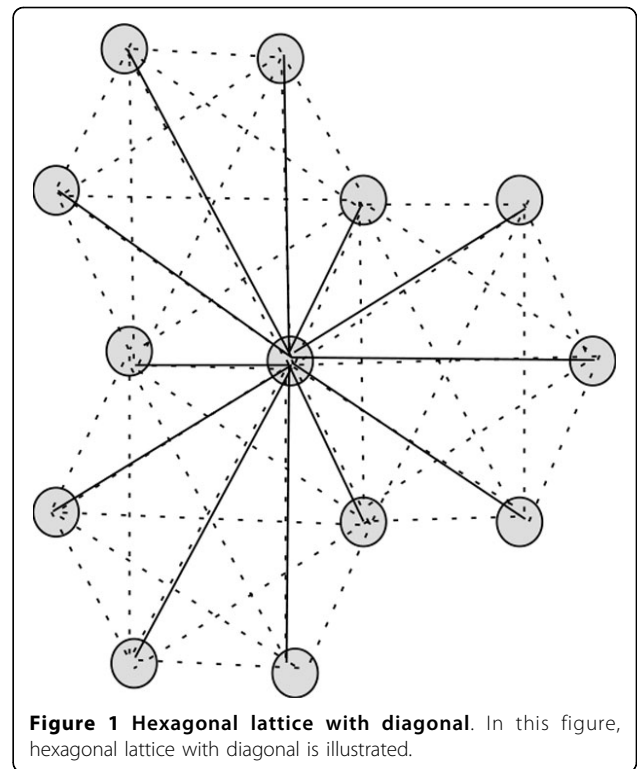 Figure 1 Hexagonal lattice with diagonal. In this figure,
hexagonal lattice with diagonal is illustrated.